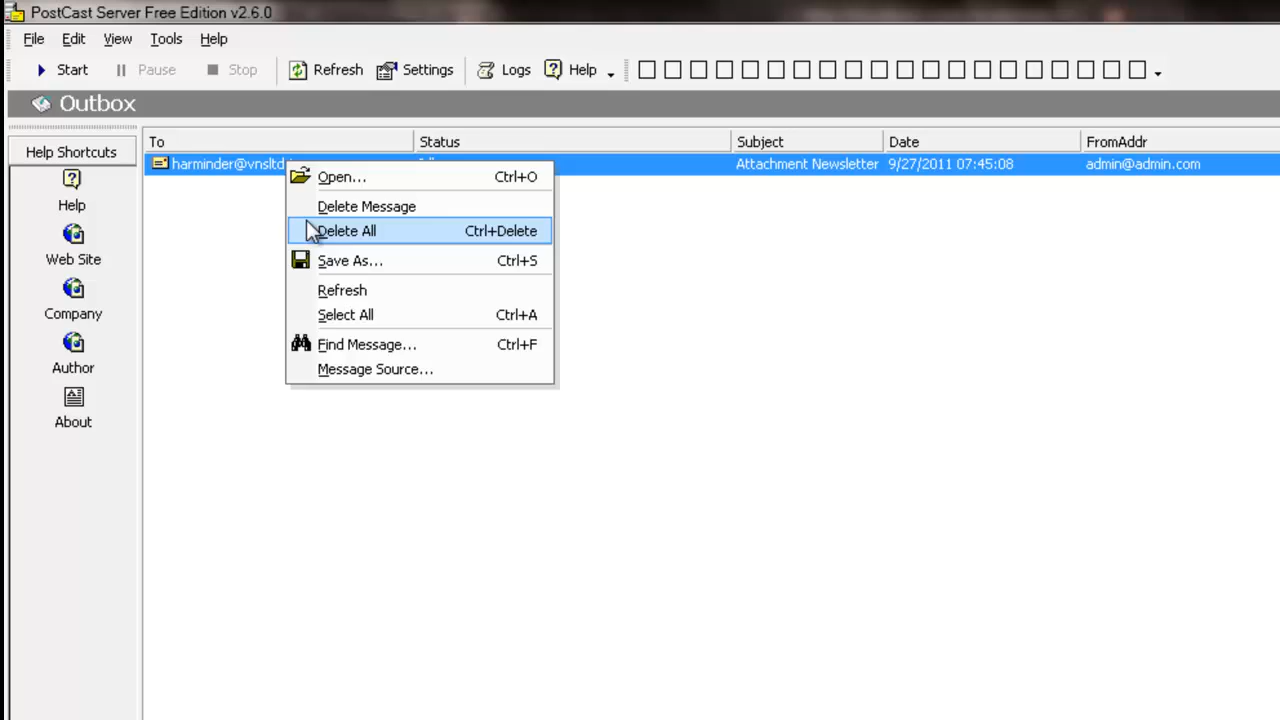 PostCast Server Free Edition v2.6.0
File Edit View Tools Help
Start Pause Stop Refresh Settings Logs Help
Outbox
Help Shortcuts
Help
Web Site
Company
Author
About
To Status Subject Date FromAddr
harminder@vnsltd Attachment Newsletter 9/27/2011 07:45:08 admin@admin.com
Open... Ctrl+O
Delete Message
Delete All Ctrl+Delete
Save As... Ctrl+S
Refresh
Select All Ctrl+A
Find Message... Ctrl+F
Message Source...